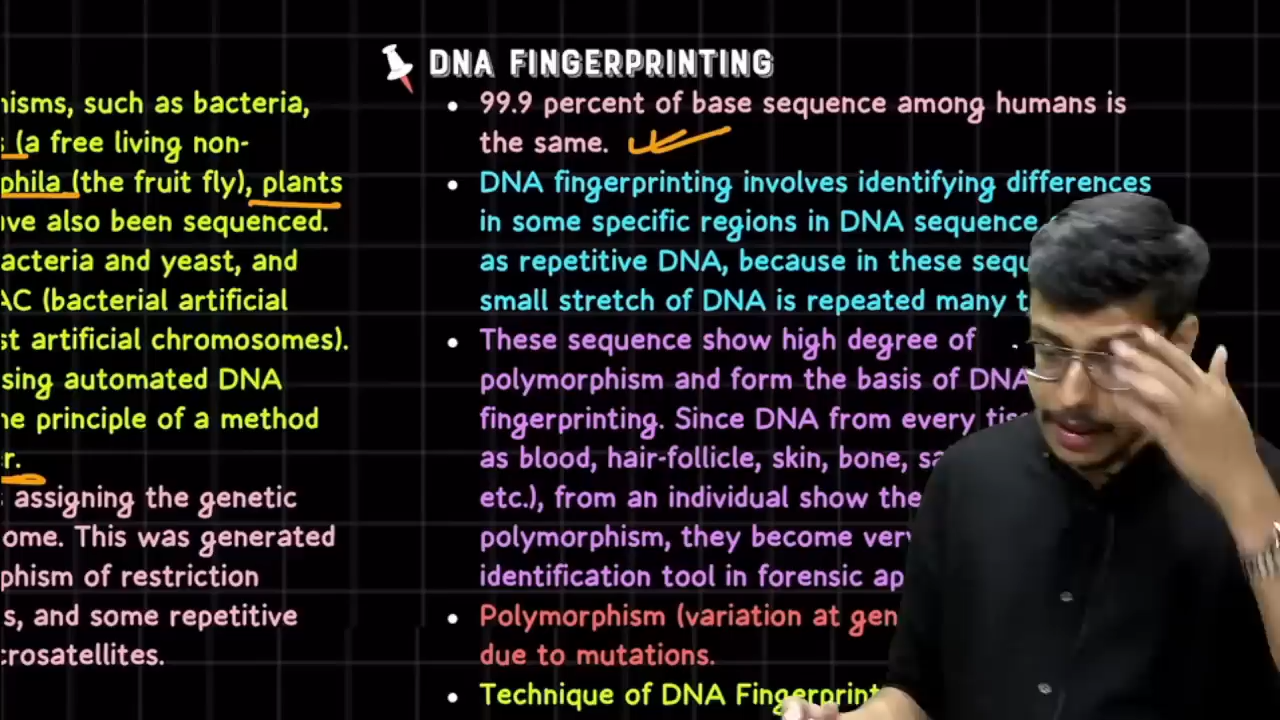 nisms, such as bacteria,
s (a free living non-
phila (the fruit fly), plants
ve also been sequenced.
acteria and yeast, and
AC (bacterial artificial
st artificial chromosomes).
sing automated DNA
he principle of a method
r.
assigning the genetic
ome. This was generated
phism of restriction
s, and some repetitive
crosatellites.
DNA FINGERPRINTING
• 99.9 percent of base sequence among humans is
the same.
• DNA fingerprinting involves identifying differences
in some specific regions in DNA sequence
as repetitive DNA, because in these sequ
small stretch of DNA is repeated many t
• These sequence show high degree of
polymorphism and form the basis of DNA
fingerprinting. Since DNA from every tis
as blood, hair-follicle, skin, bone, sa
etc.), from an individual show the
polymorphism, they become very
identification tool in forensic ap
• Polymorphism (variation at gen
due to mutations.
• Technique of DNA Fingerprint